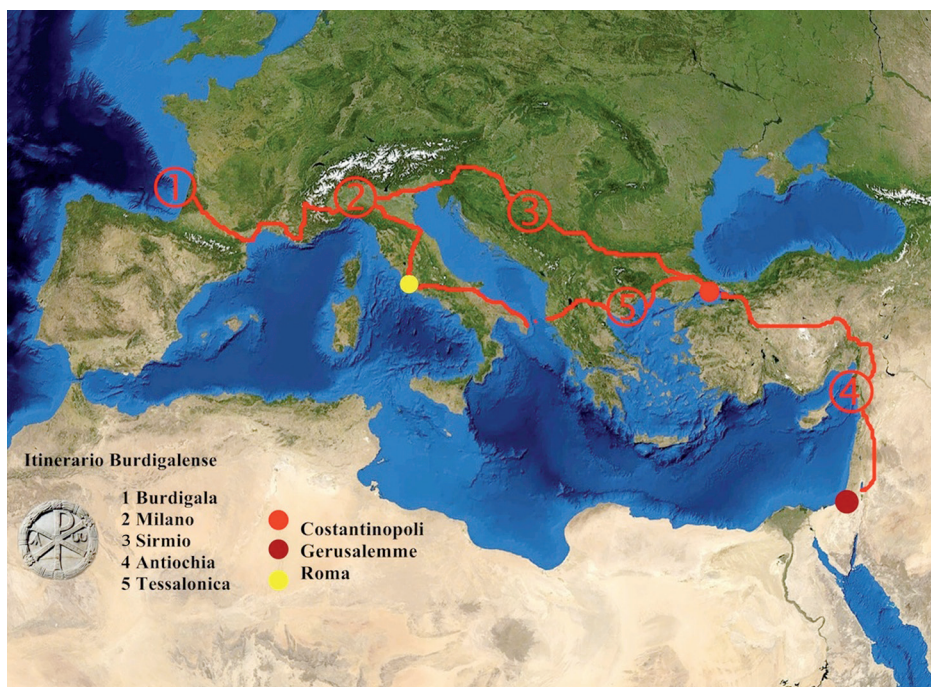 1
2
3
5
4
Itinerario Burdigalense
1 Burdigala
2 Milano
3 Sirmio
4 Antiochia
5 Tessalonica
Costantinopoli
Gerusalemme
Roma